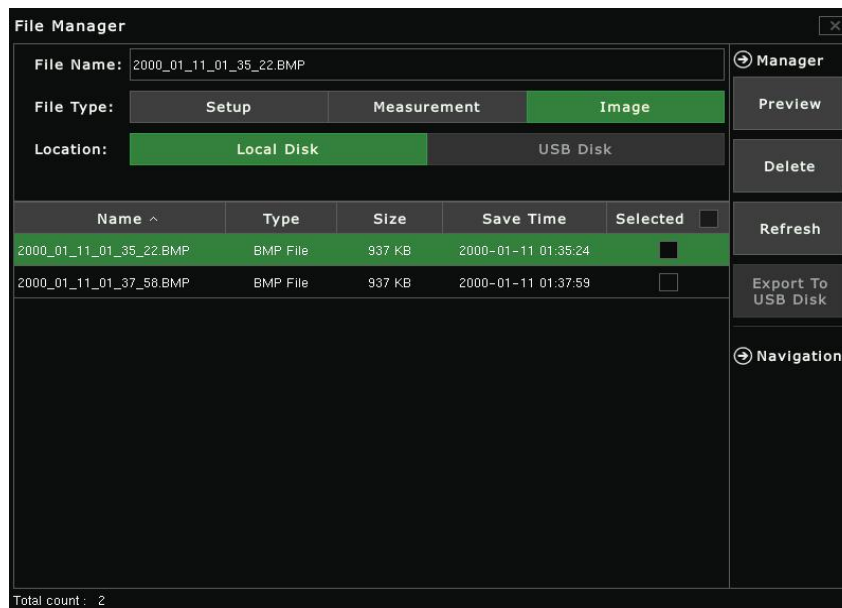 File Manager
File Name: 2000_01_11_01_35_22.BMP
Manager
File Type: Setup Measurement Image
Preview
Location: Local Disk USB Disk
Delete
Name Type Size Save Time Selected
Refresh
2000_01_11_01_35_22.BMP BMP File 937 KB 2000-01-11 01:35:24
2000_01_11_01_37_58.BMP BMP File 937 KB 2000-01-11 01:37:59
Export To
USB Disk
Navigation
Total count : 2